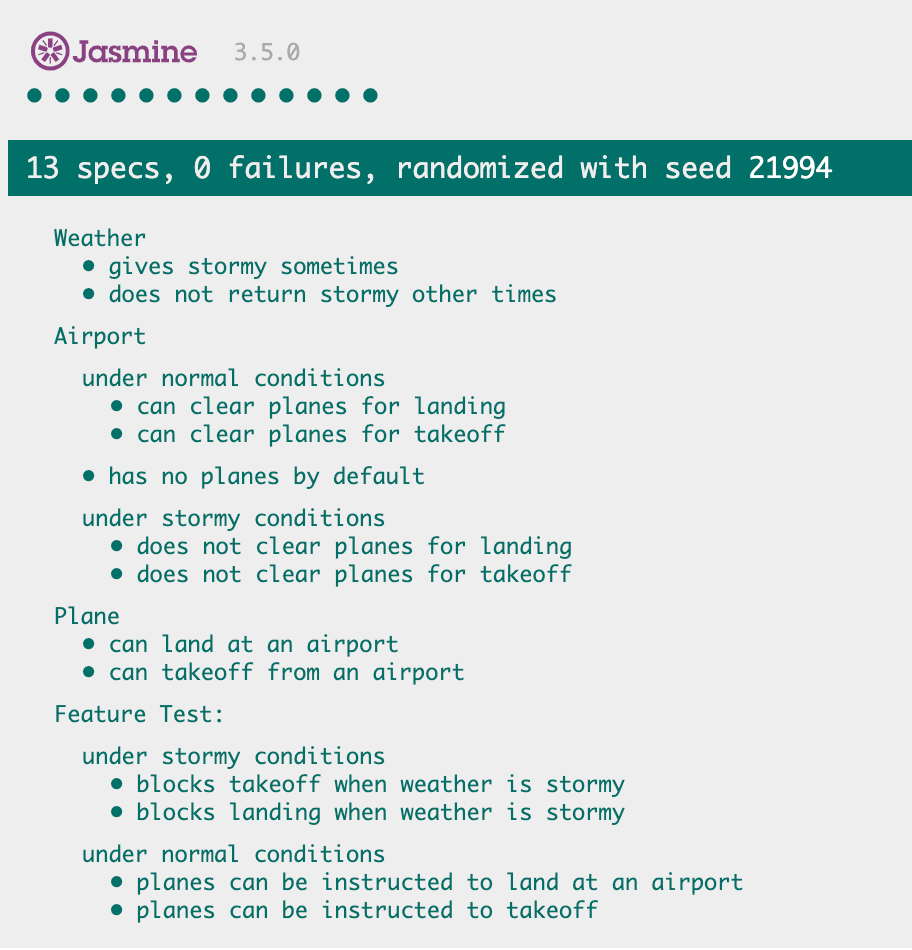 Jasmine 3.5.0
13 specs, 0 failures, randomized with seed 21994
Weather
gives stormy sometimes
does not return stormy other times
Airport
under normal conditions
can clear planes for landing
can clear planes for takeoff
has no planes by default
under stormy conditions
does not clear planes for landing
does not clear planes for takeoff
Plane
can land at an airport
can takeoff from an airport
Feature Test:
under stormy conditions
blocks takeoff when weather is stormy
blocks landing when weather is stormy
under normal conditions
planes can be instructed to land at an airport
planes can be instructed to takeoff